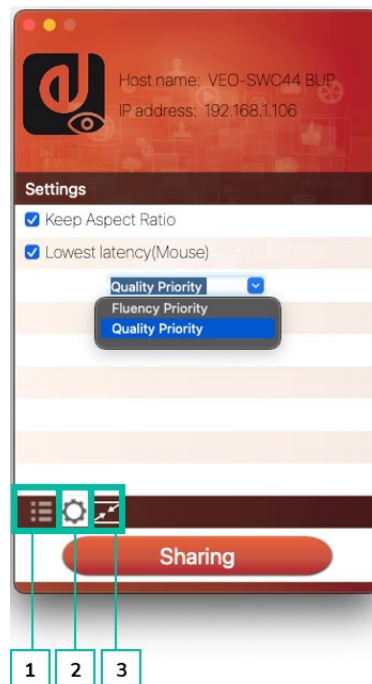 Host name: VEO-SWC44 BUP
IP address: 192.168.1.106
Settings
Keep Aspect Ratio
Lowest latency(Mouse)
Quality Priority
Fluency Priority
Quality Priority
Sharing
1 2 3